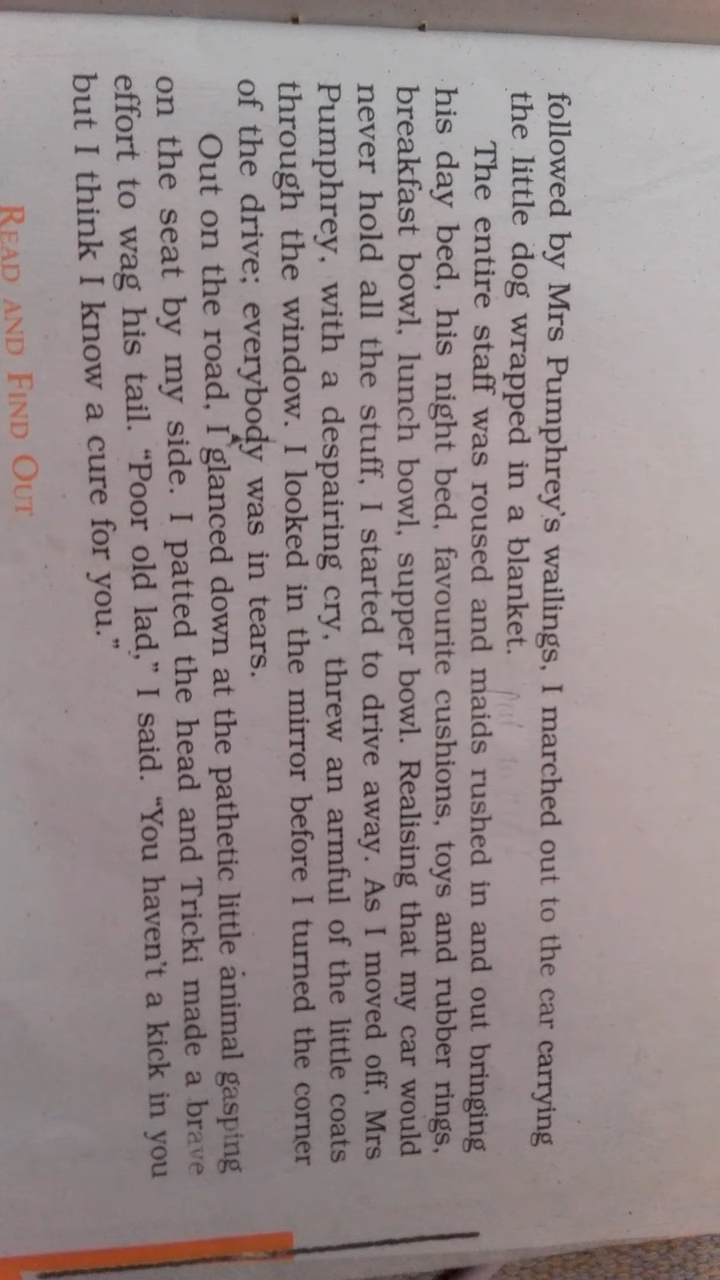 followed by Mrs Pumphrey's wailings, I marched out to the car carrying
the little dog wrapped in a blanket.
The entire staff was roused and maids rushed in and out bringing
his day bed, his night bed, favourite cushions, toys and rubber rings,
breakfast bowl, lunch bowl, supper bowl. Realising that my car would
never hold all the stuff, I started to drive away. As I moved off, Mrs
Pumphrey, with a despairing cry, threw an armful of the little coats
through the window. I looked in the mirror before I turned the corner
of the drive; everybody was in tears.
Out on the road, I glanced down at the pathetic little animal gasping
on the seat by my side. I patted the head and Tricki made a brave
effort to wag his tail. “Poor old lad,” I said. “You haven't a kick in you
but I think I know a cure for you.”
READ AND FIND OUT